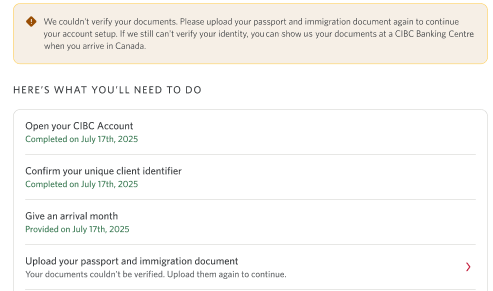 We couldn't verify your documents. Please upload your passport and immigration document again to continue
your account setup. If we still can't verify your identity, you can show us your documents at a CIBC Banking Centre
when you arrive in Canada.
HERE'S WHAT YOU'LL NEED TO DO
Open your CIBC Account
Completed on July 17th, 2025
Confirm your unique client identifier
Completed on July 17th, 2025
Give an arrival month
Provided on July 17th, 2025
Upload your passport and immigration document
Your documents couldn't be verified. Upload them again to continue.